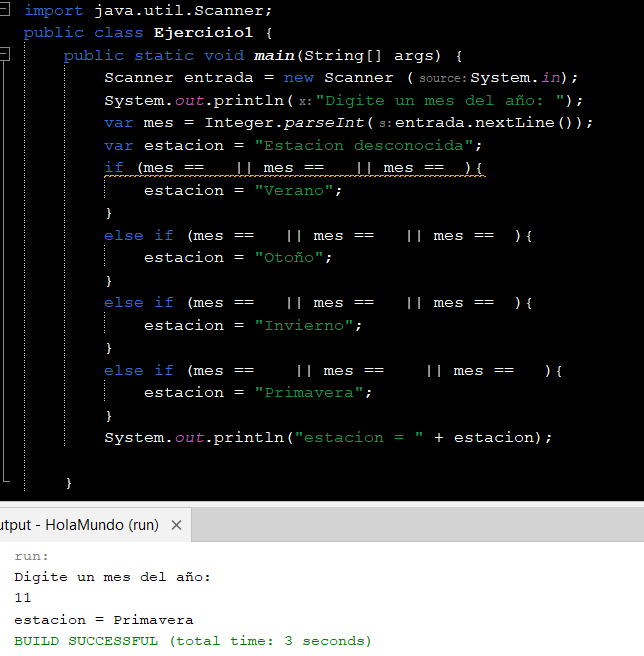 import java.util.Scanner;
public class Ejercicio1 {
public static void main(String[] args) {
Scanner entrada = new Scanner ( source:System.in);
System.out.println( x:"Digite un mes del año: ");
var mes = Integer.parseInt( s:entrada.nextLine());
var estacion = "Estacion desconocida";
if (mes ==   || mes ==   || mes ==  ){
estacion = "Verano";
}
else if (mes ==   || mes ==   || mes ==  ){
estacion = "Otoño";
}
else if (mes ==   || mes ==   || mes ==  ){
estacion = "Invierno";
}
else if (mes ==    || mes ==    || mes ==   ){
estacion = "Primavera";
}
System.out.println("estacion = " + estacion);
}
utput - HolaMundo (run) ×
run:
Digite un mes del año:
11
estacion = Primavera
BUILD SUCCESSFUL (total time: 3 seconds)